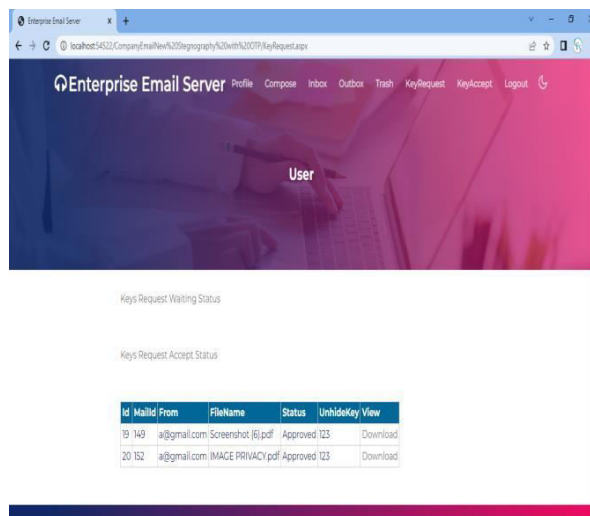 Enterprise Email Server
localhost:54522/CompanyEmailNew%20Stegnography%20with%20OTP/KeyRequest.aspx
Enterprise Email Server Profile Compose Inbox Outbox Trash KeyRequest KeyAccept Logout
User
Keys Request Waiting Status
Keys Request Accept Status
Id MailId From FileName Status UnhideKey View
19 149 a@gmail.com Screenshot (6).pdf Approved 123 Download
20 152 a@gmail.com IMAGE PRIVACY.pdf Approved 123 Download